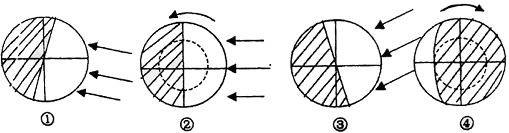 ① ② ③ ④